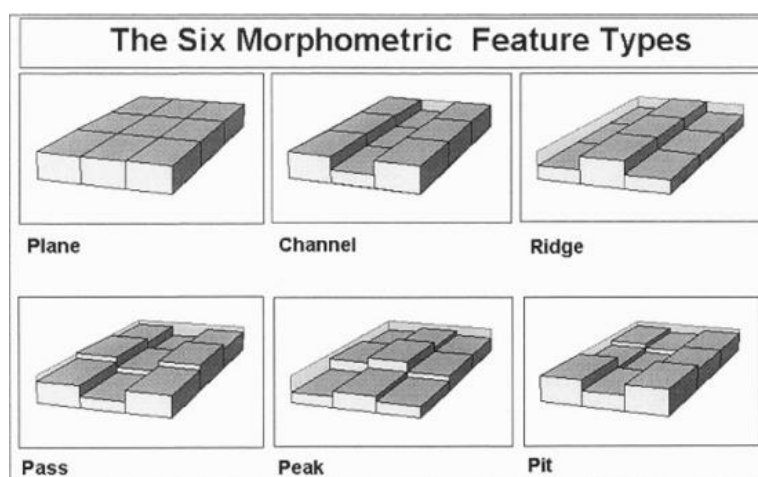 The Six Morphometric Feature Types
Plane
Channel
Ridge
Pass
Peak
Pit